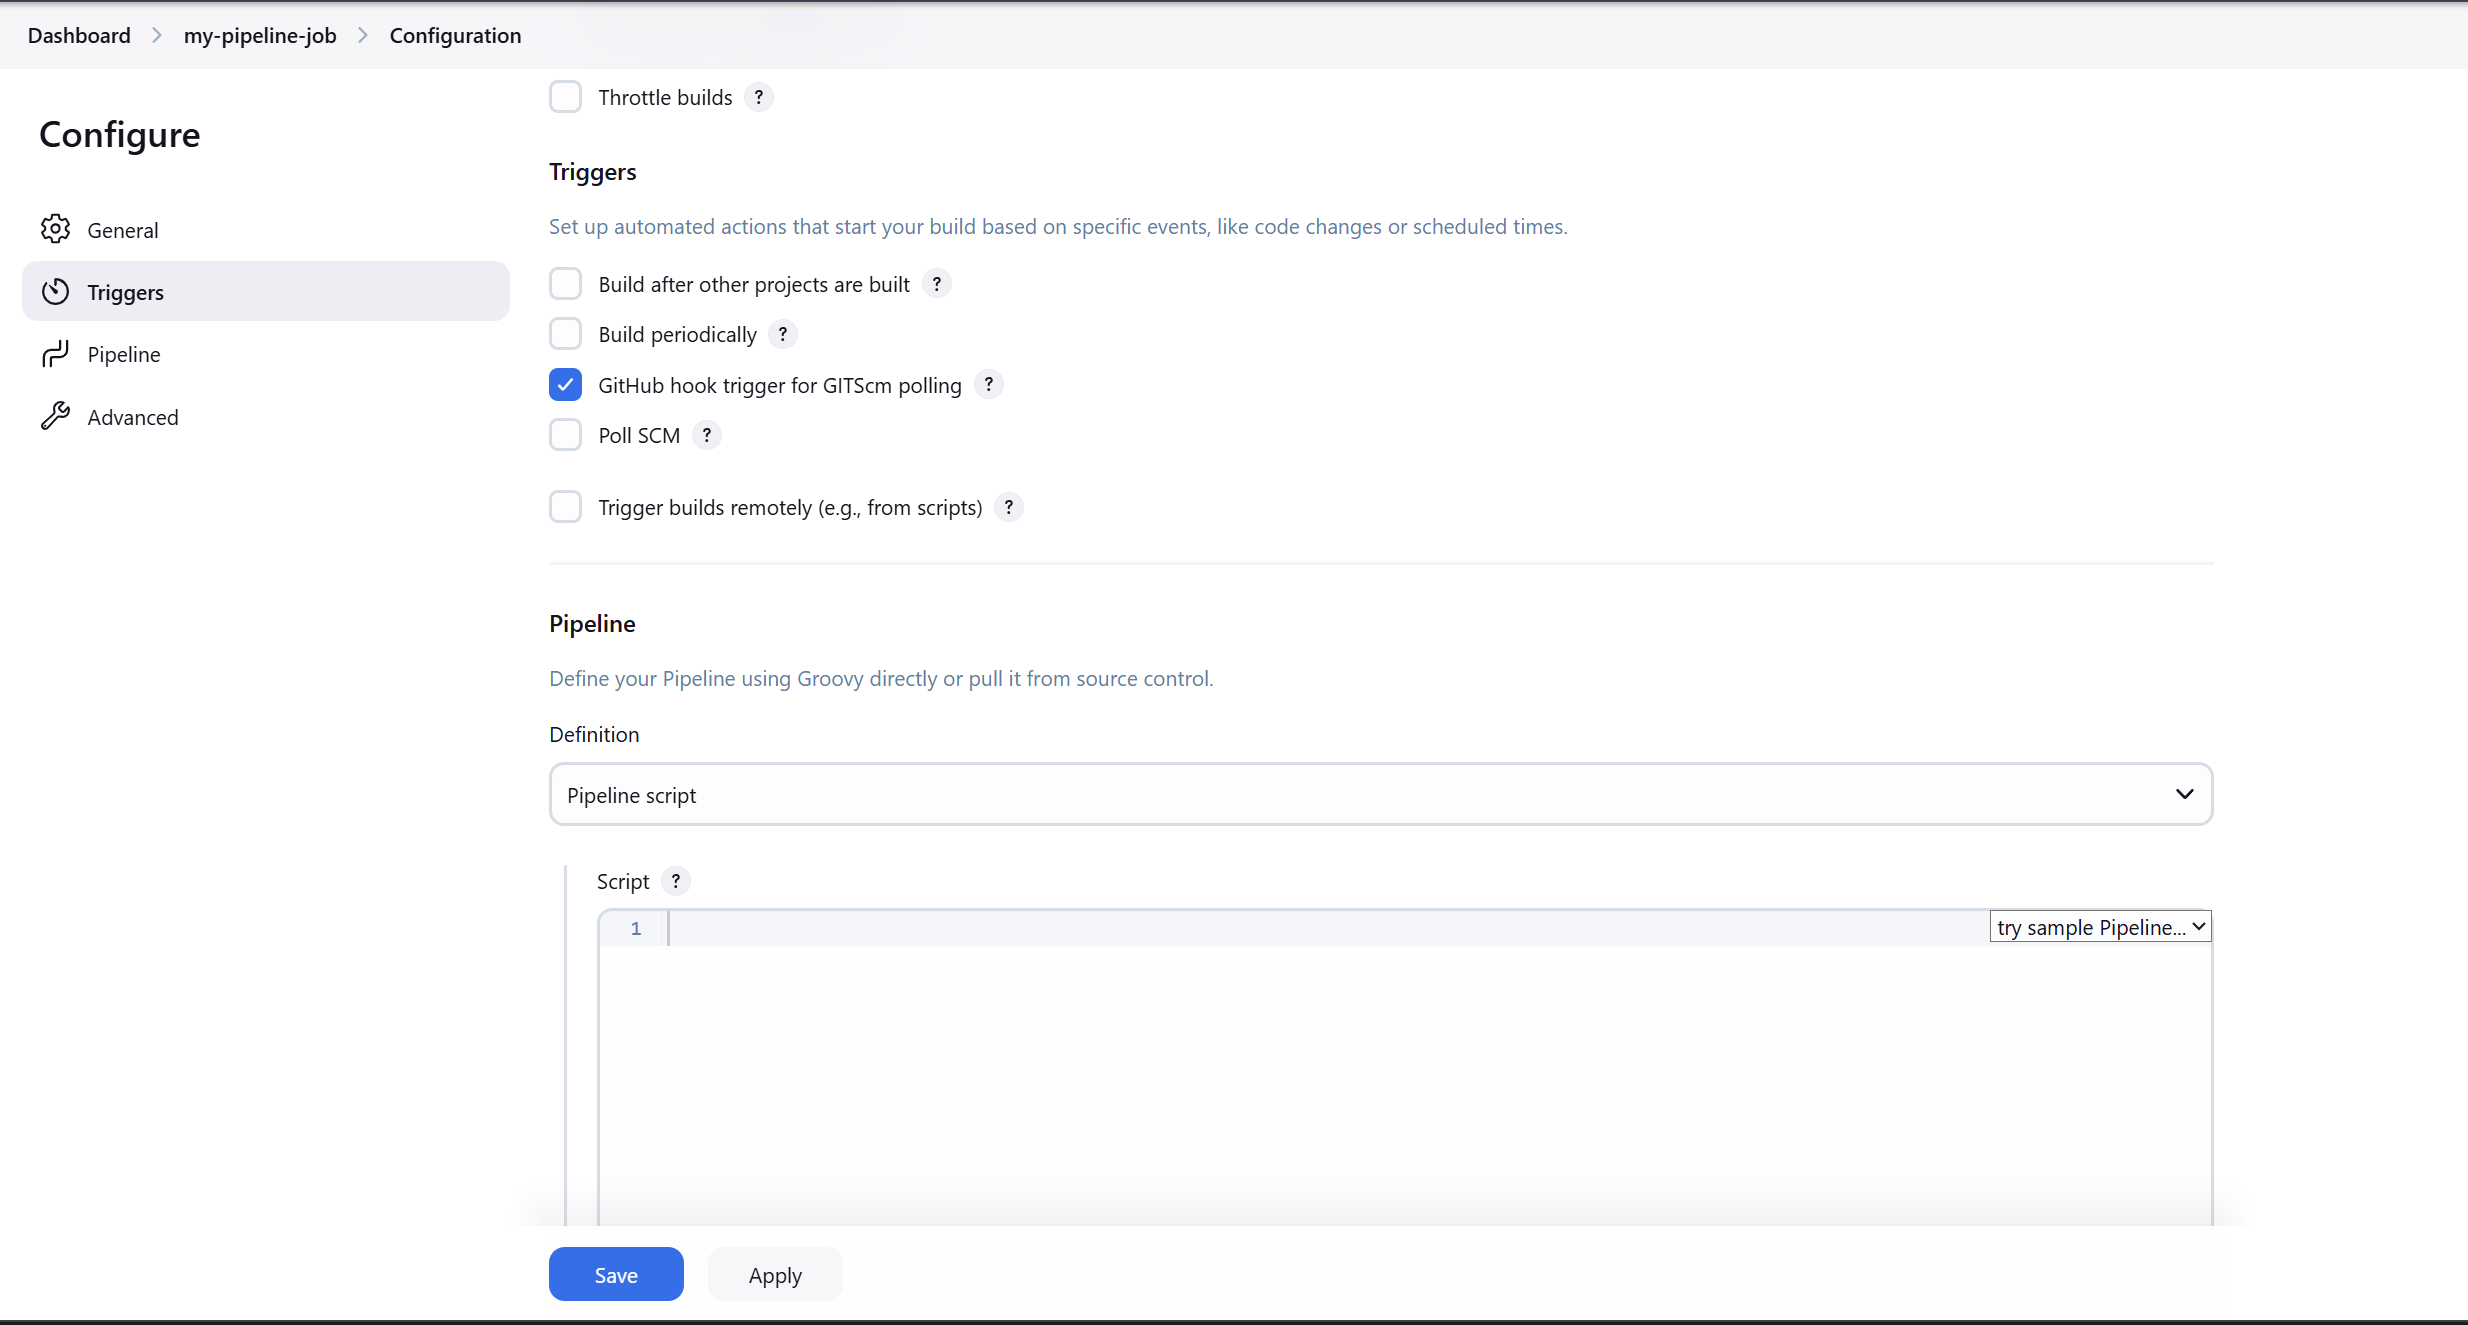 Dashboard > my-pipeline-job > Configuration
Configure
General
Triggers
Pipeline
Advanced
Throttle builds ?
Triggers
Set up automated actions that start your build based on specific events, like code changes or scheduled times.
Build after other projects are built ?
Build periodically ?
GitHub hook trigger for GITScm polling ?
Poll SCM ?
Trigger builds remotely (e.g., from scripts) ?
Pipeline
Define your Pipeline using Groovy directly or pull it from source control.
Definition
Pipeline script
Script ?
1
try sample Pipeline...
Save
Apply